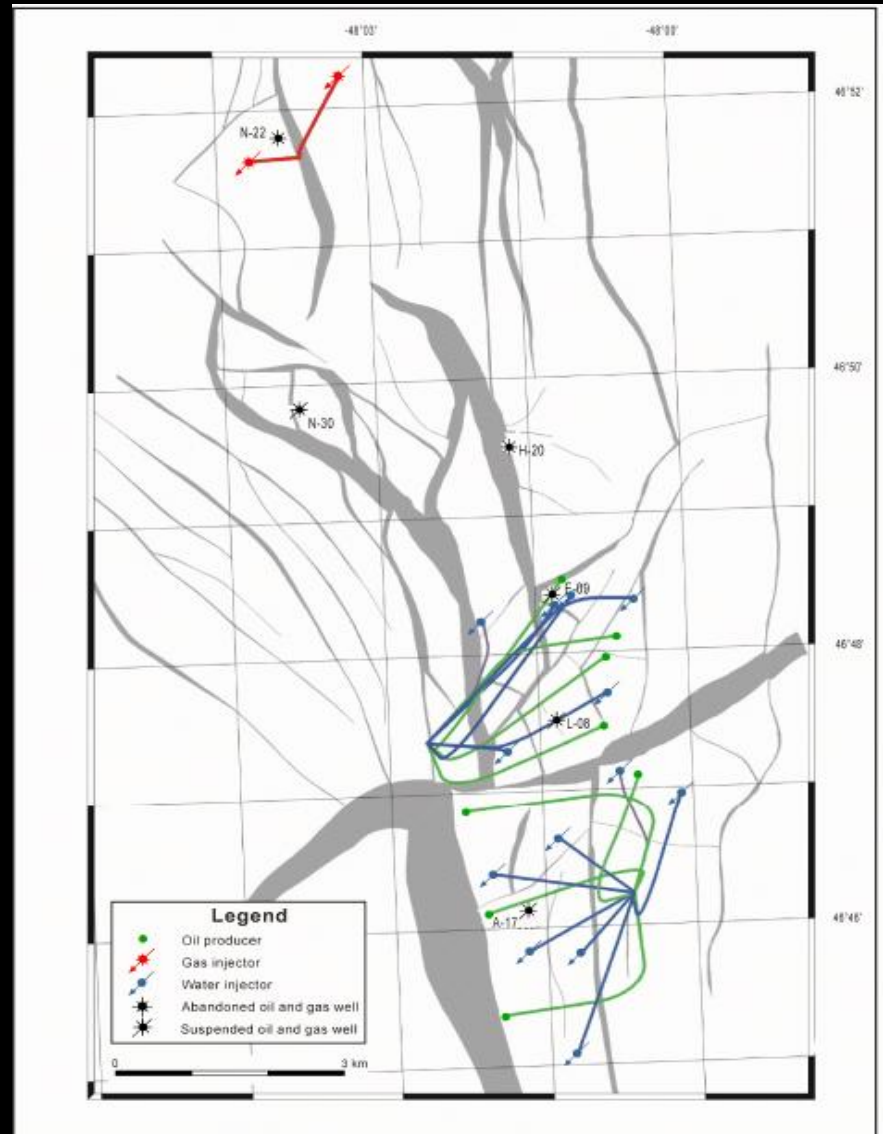 -48°03'
-48°00'
46°52'
N-22
46°50'
N-30
H-20
F-09
46°48'
L-08
46°46'
A-17
Legend
Oil producer
Gas injector
Water injector
Abandoned oil and gas well
Suspended oil and gas well
0
3 km